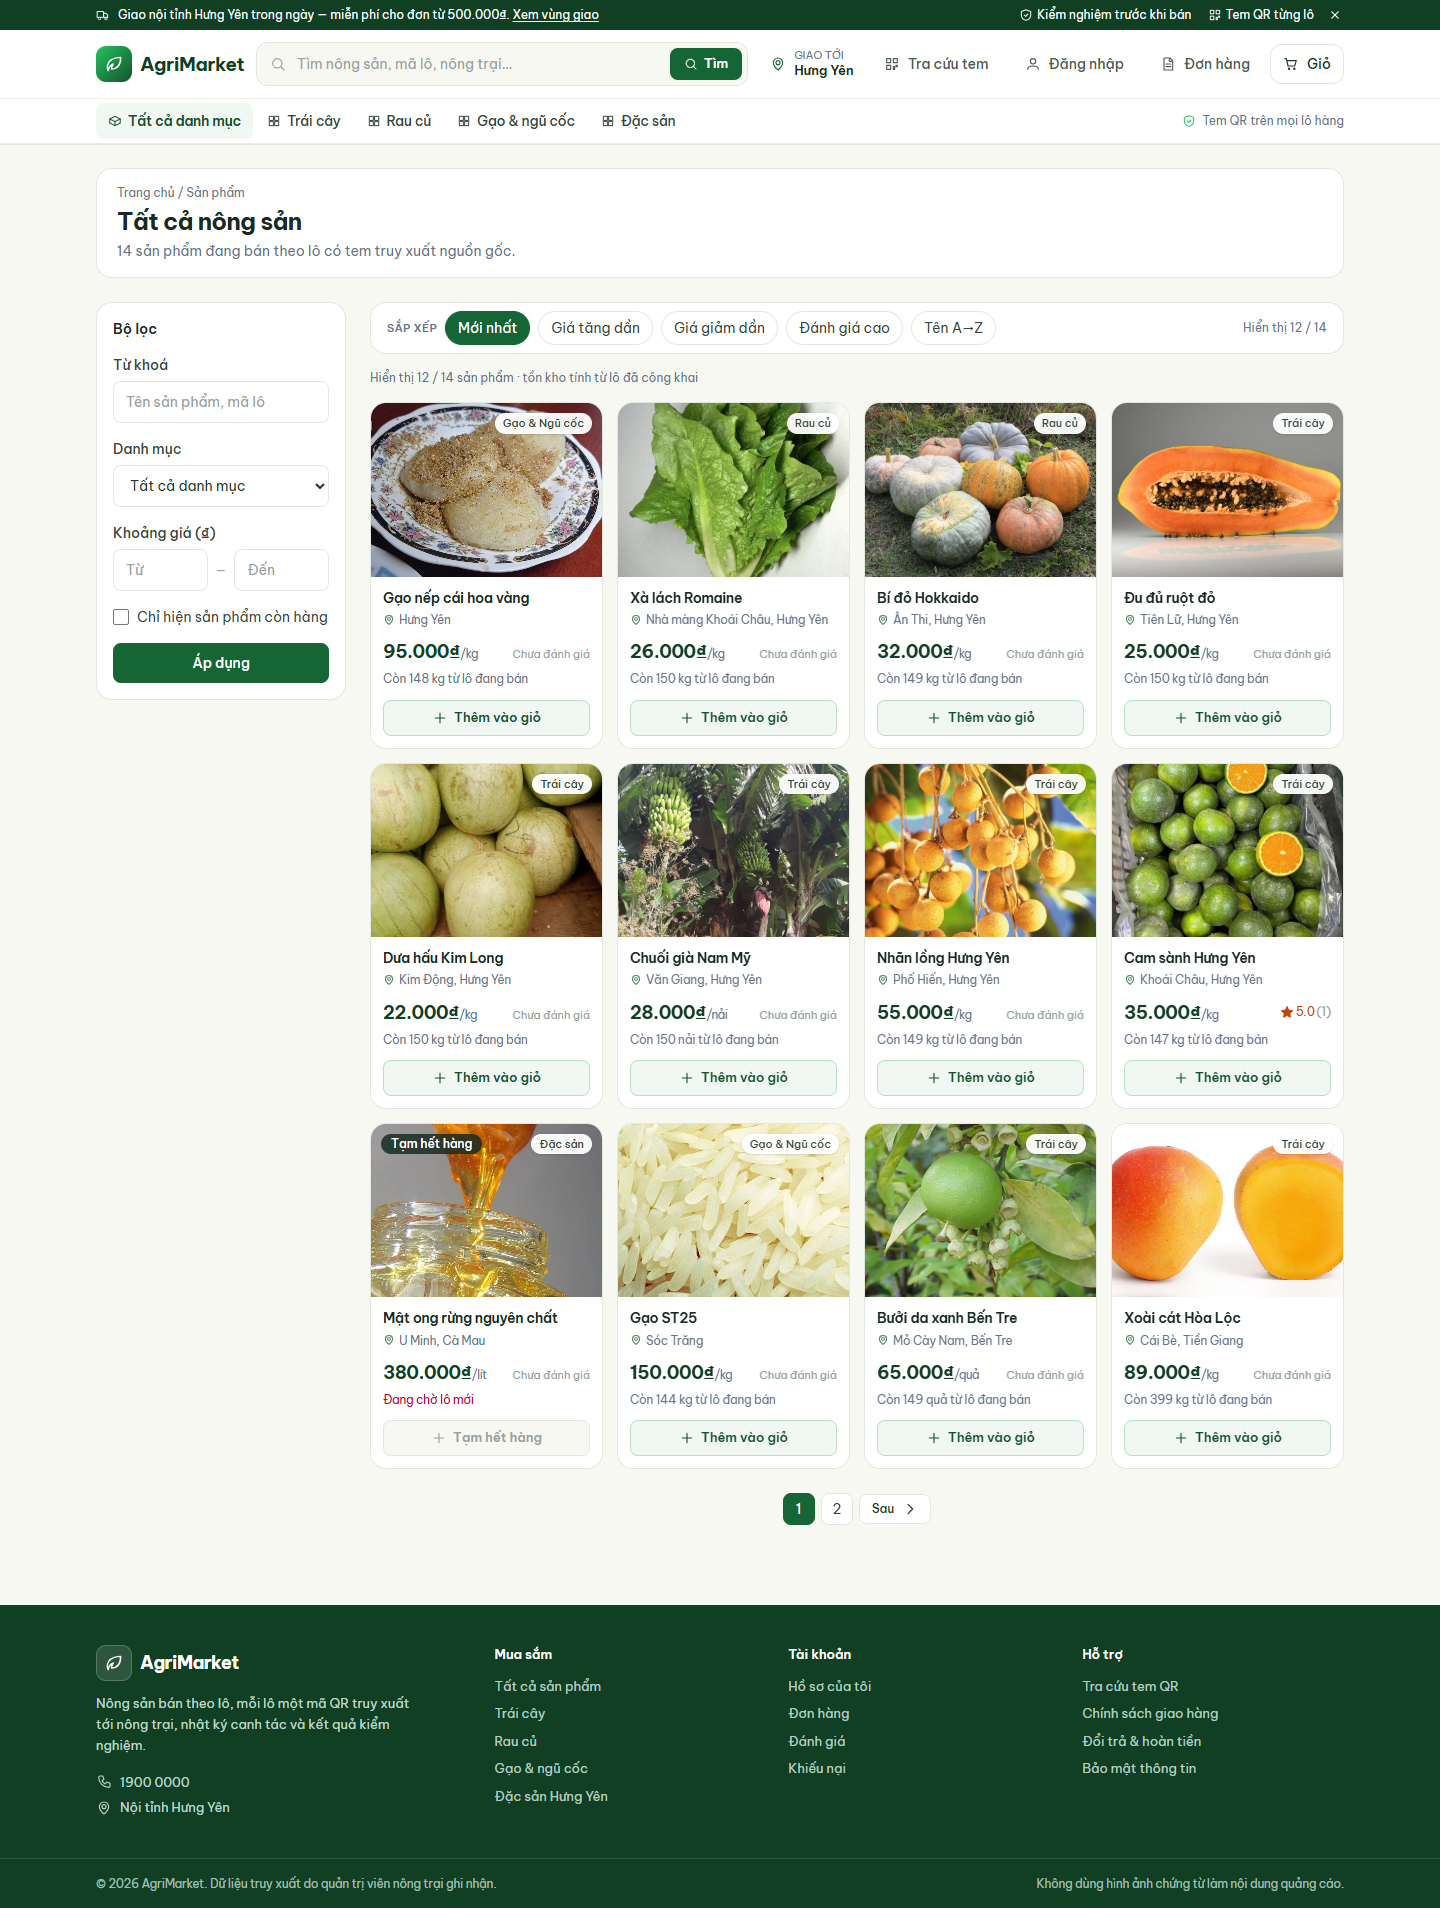 Giao nội tỉnh Hưng Yên trong ngày — miễn phí cho đơn từ 500.000₫. Xem vùng giao
Kiểm nghiệm trước khi bán
Tem QR từng lô
AgriMarket
Tìm nông sản, mã lô, nông trại...
Tìm
GIAO TỚI
Hưng Yên
Tra cứu tem
Đăng nhập
Đơn hàng
Giỏ
Tất cả danh mục
Trái cây
Rau củ
Gạo & ngũ cốc
Đặc sản
Tem QR trên mọi lô hàng
Trang chủ / Sản phẩm
Tất cả nông sản
14 sản phẩm đang bán theo lô có tem truy xuất nguồn gốc.
Bộ lọc
Từ khoá
Tên sản phẩm, mã lô
Danh mục
Tất cả danh mục
Khoảng giá (₫)
Từ – Đến
Chỉ hiện sản phẩm còn hàng
Áp dụng
SẮP XẾP
Mới nhất
Giá tăng dần
Giá giảm dần
Đánh giá cao
Tên A→Z
Hiển thị 12 / 14
Hiển thị 12 / 14 sản phẩm · tồn kho tính từ lô đã công khai
Gạo & Ngũ cốc
Gạo nếp cái hoa vàng
Hưng Yên
95.000₫/kg
Chưa đánh giá
Còn 148 kg từ lô đang bán
Thêm vào giỏ
Rau củ
Xà lách Romaine
Nhà màng Khoái Châu, Hưng Yên
26.000₫/kg
Chưa đánh giá
Còn 150 kg từ lô đang bán
Thêm vào giỏ
Rau củ
Bí đỏ Hokkaido
Ân Thi, Hưng Yên
32.000₫/kg
Chưa đánh giá
Còn 149 kg từ lô đang bán
Thêm vào giỏ
Trái cây
Đu đủ ruột đỏ
Tiên Lữ, Hưng Yên
25.000₫/kg
Chưa đánh giá
Còn 150 kg từ lô đang bán
Thêm vào giỏ
Trái cây
Dưa hấu Kim Long
Kim Động, Hưng Yên
22.000₫/kg
Chưa đánh giá
Còn 150 kg từ lô đang bán
Thêm vào giỏ
Trái cây
Chuối già Nam Mỹ
Văn Giang, Hưng Yên
28.000₫/nải
Chưa đánh giá
Còn 150 nải từ lô đang bán
Thêm vào giỏ
Trái cây
Nhãn lồng Hưng Yên
Phố Hiến, Hưng Yên
55.000₫/kg
Chưa đánh giá
Còn 149 kg từ lô đang bán
Thêm vào giỏ
Trái cây
Cam sành Hưng Yên
Khoái Châu, Hưng Yên
35.000₫/kg
5.0 (1)
Còn 147 kg từ lô đang bán
Thêm vào giỏ
Tạm hết hàng
Đặc sản
Mật ong rừng nguyên chất
U Minh, Cà Mau
380.000₫/lít
Chưa đánh giá
Đang chờ lô mới
Tạm hết hàng
Gạo & Ngũ cốc
Gạo ST25
Sóc Trăng
150.000₫/kg
Chưa đánh giá
Còn 144 kg từ lô đang bán
Thêm vào giỏ
Trái cây
Bưởi da xanh Bến Tre
Mỏ Cày Nam, Bến Tre
65.000₫/quả
Chưa đánh giá
Còn 149 quả từ lô đang bán
Thêm vào giỏ
Trái cây
Xoài cát Hòa Lộc
Cái Bè, Tiền Giang
89.000₫/kg
Chưa đánh giá
Còn 399 kg từ lô đang bán
Thêm vào giỏ
1
2
Sau
AgriMarket
Nông sản bán theo lô, mỗi lô một mã QR truy xuất
tới nông trại, nhật ký canh tác và kết quả kiểm
nghiệm.
1900 0000
Nội tỉnh Hưng Yên
Mua sắm
Tất cả sản phẩm
Trái cây
Rau củ
Gạo & ngũ cốc
Đặc sản Hưng Yên
Tài khoản
Hồ sơ của tôi
Đơn hàng
Đánh giá
Khiếu nại
Hỗ trợ
Tra cứu tem QR
Chính sách giao hàng
Đổi trả & hoàn tiền
Bảo mật thông tin
© 2026 AgriMarket. Dữ liệu truy xuất do quản trị viên nông trại ghi nhận.
Không dùng hình ảnh chứng từ làm nội dung quảng cáo.